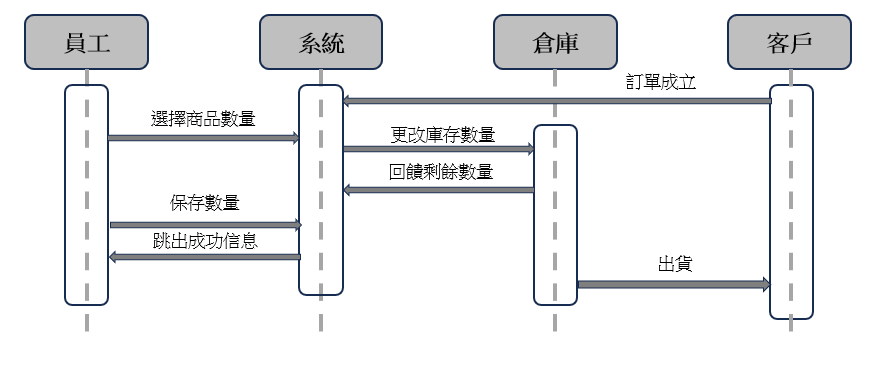 員工
系統
倉庫
客戶
訂單成立
選擇商品數量
更改庫存數量
回饋剩餘數量
保存數量
跳出成功信息
出貨